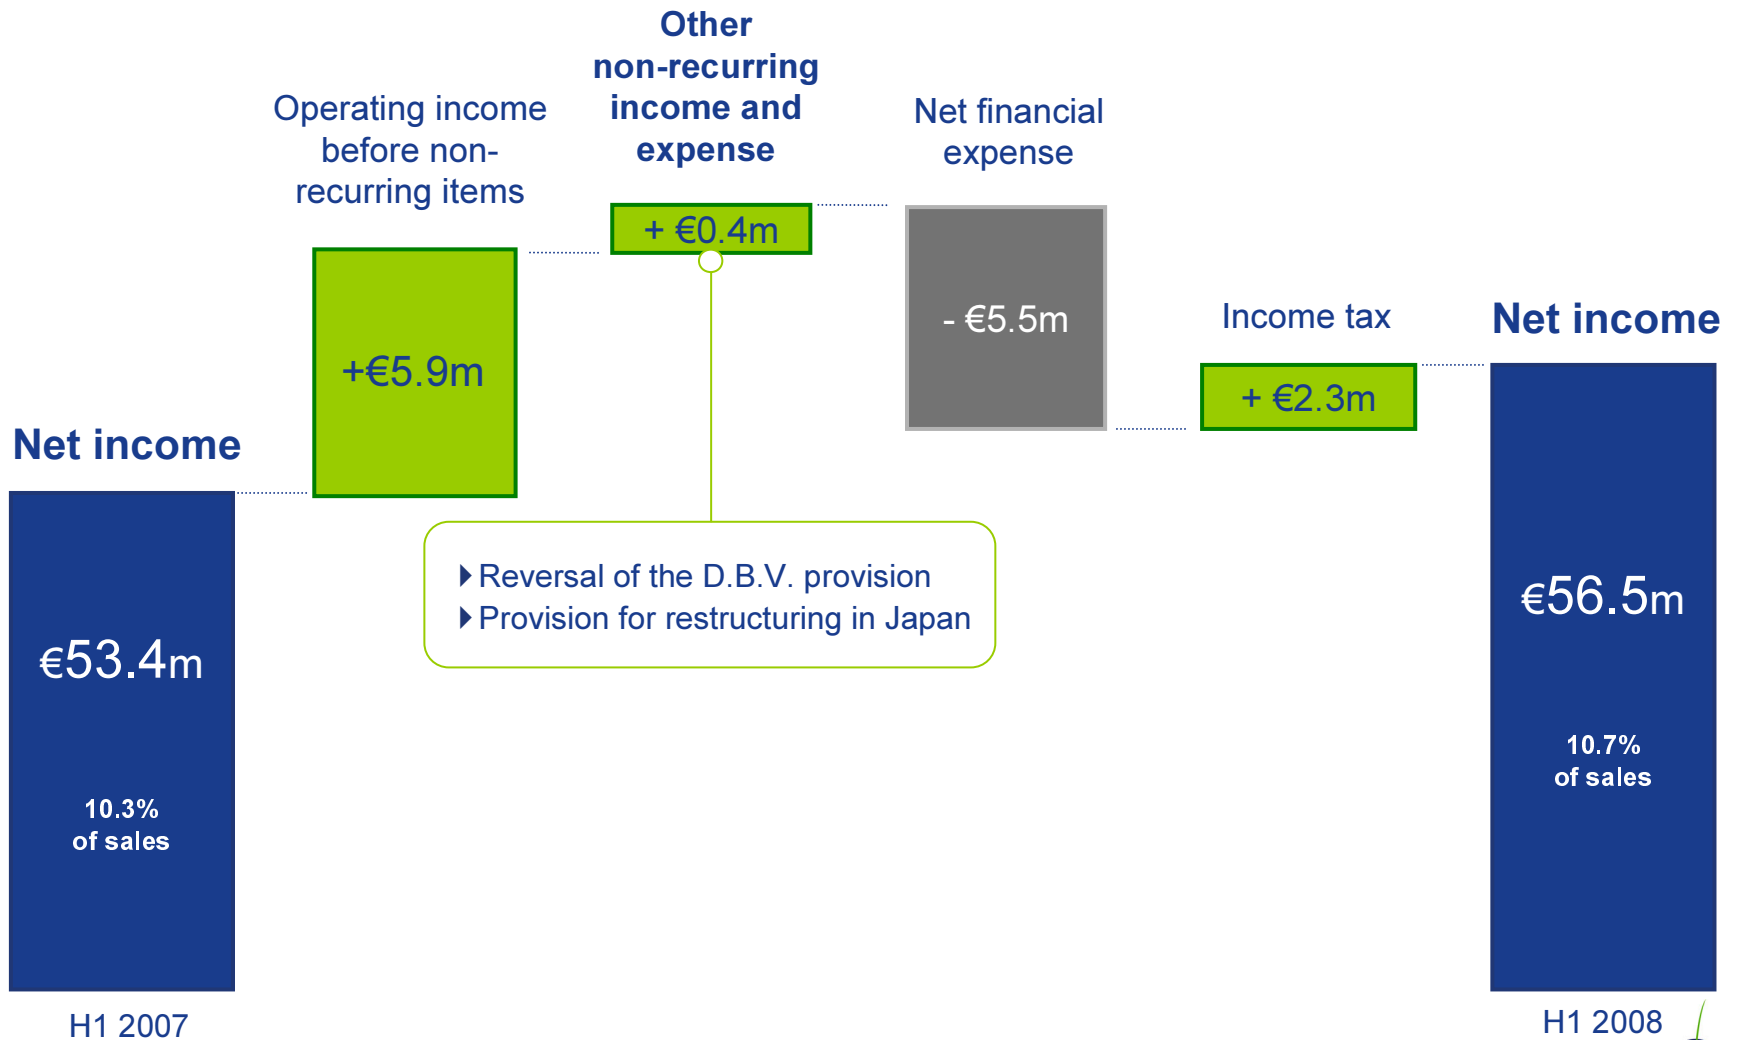 Other
non-recurring
income and
expense
Operating income
before non-
recurring items
Net financial
expense
+ €0.4m
- €5.5m
Income tax
Net income
+€5.9m
+ €2.3m
Net income
▶Reversal of the D.B.V. provision
▶Provision for restructuring in Japan
€53.4m
10.3%
of sales
€56.5m
10.7%
of sales
H1 2007
H1 2008